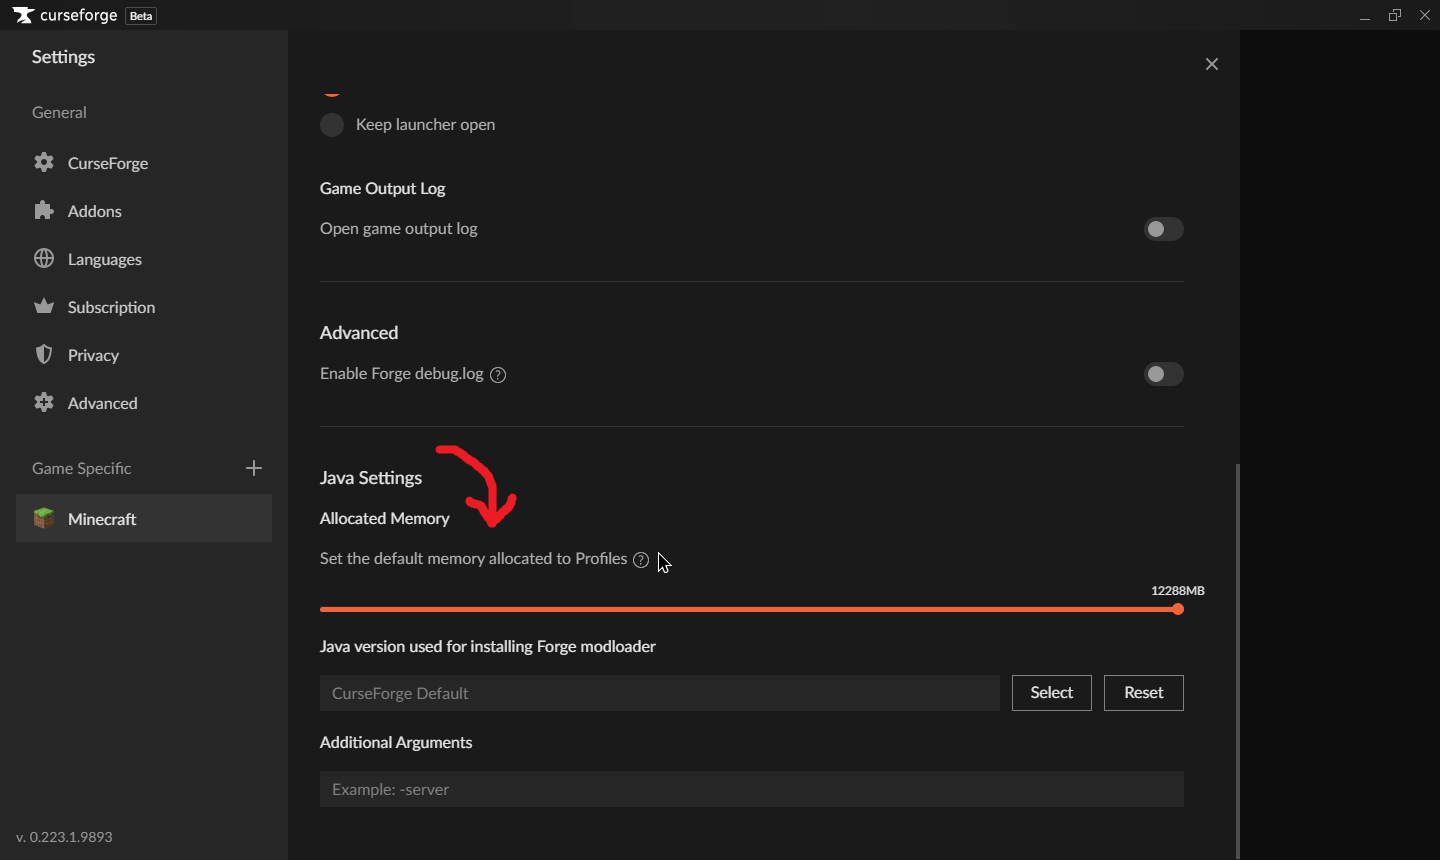 curseforge Beta
Settings
General
CurseForge
Addons
Languages
Subscription
Privacy
Advanced
Game Specific
Minecraft
v. 0.223.1.9893
Keep launcher open
Game Output Log
Open game output log
Advanced
Enable Forge debug.log ?
Java Settings
Allocated Memory
Set the default memory allocated to Profiles ?
12288MB
Java version used for installing Forge modloader
CurseForge Default Select Reset
Additional Arguments
Example: -server